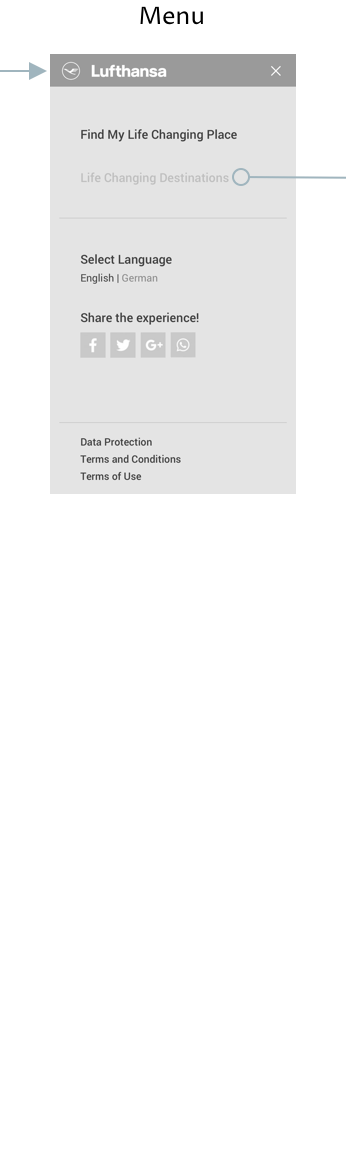 Menu
Lufthansa
Find My Life Changing Place
Life Changing Destinations
Select Language
English | German
Share the experience!
G+
Data Protection
Terms and Conditions
Terms of Use